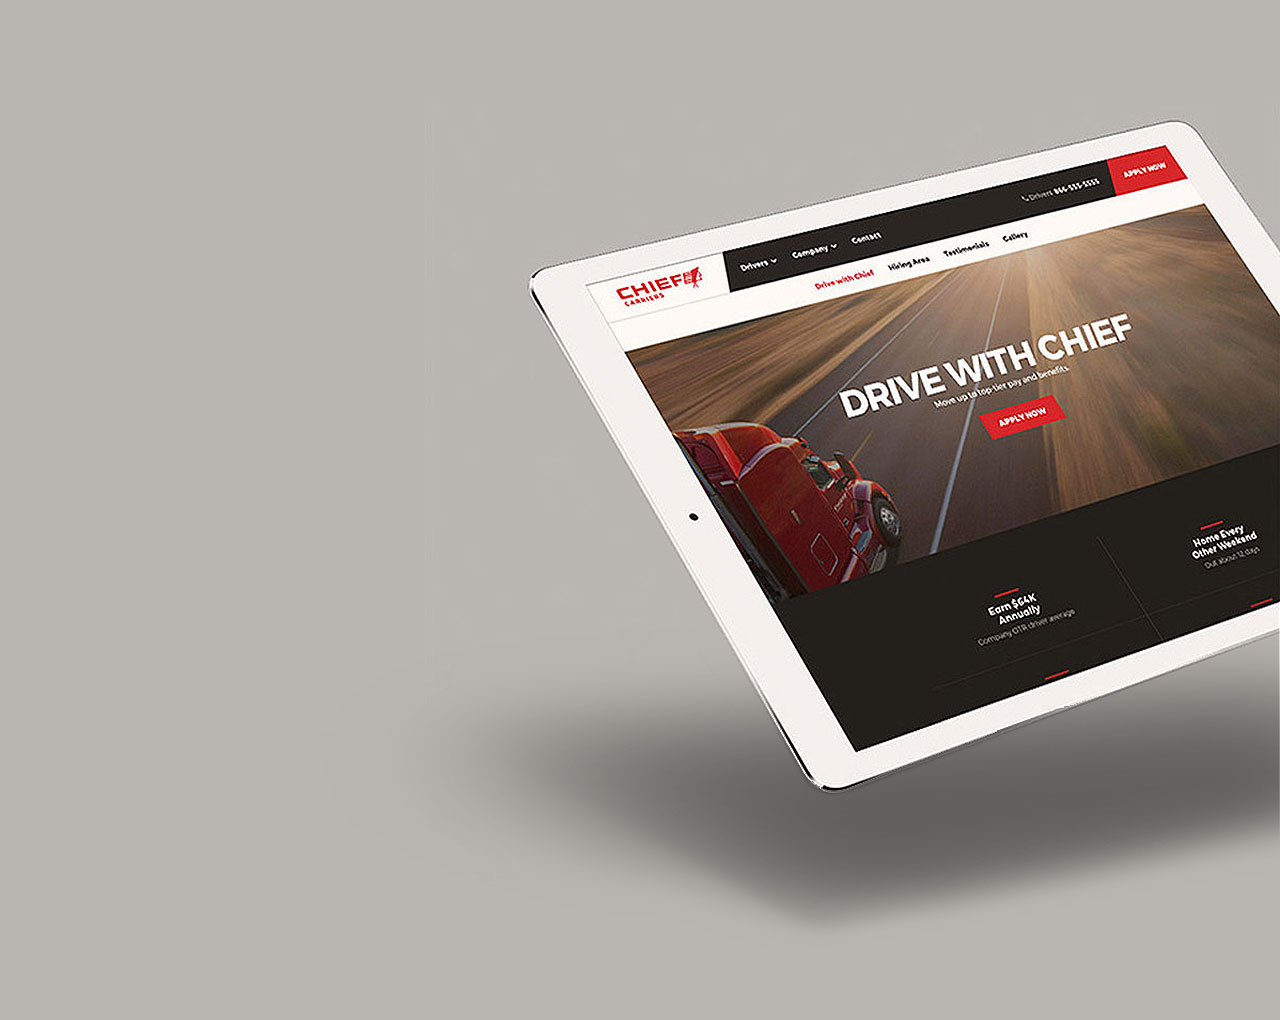 CHIEF
CARRIERS
Drivers Company Contact
Drivers 866-555-5555
APPLY NOW
Drive with Chief Hiring Area Testimonials Gallery
DRIVE WITH CHIEF
Move up to top-tier pay and benefits.
APPLY NOW
Earn $64K
Annually
Company OTR driver average
Home Every
Other Weekend
Out about 12 days